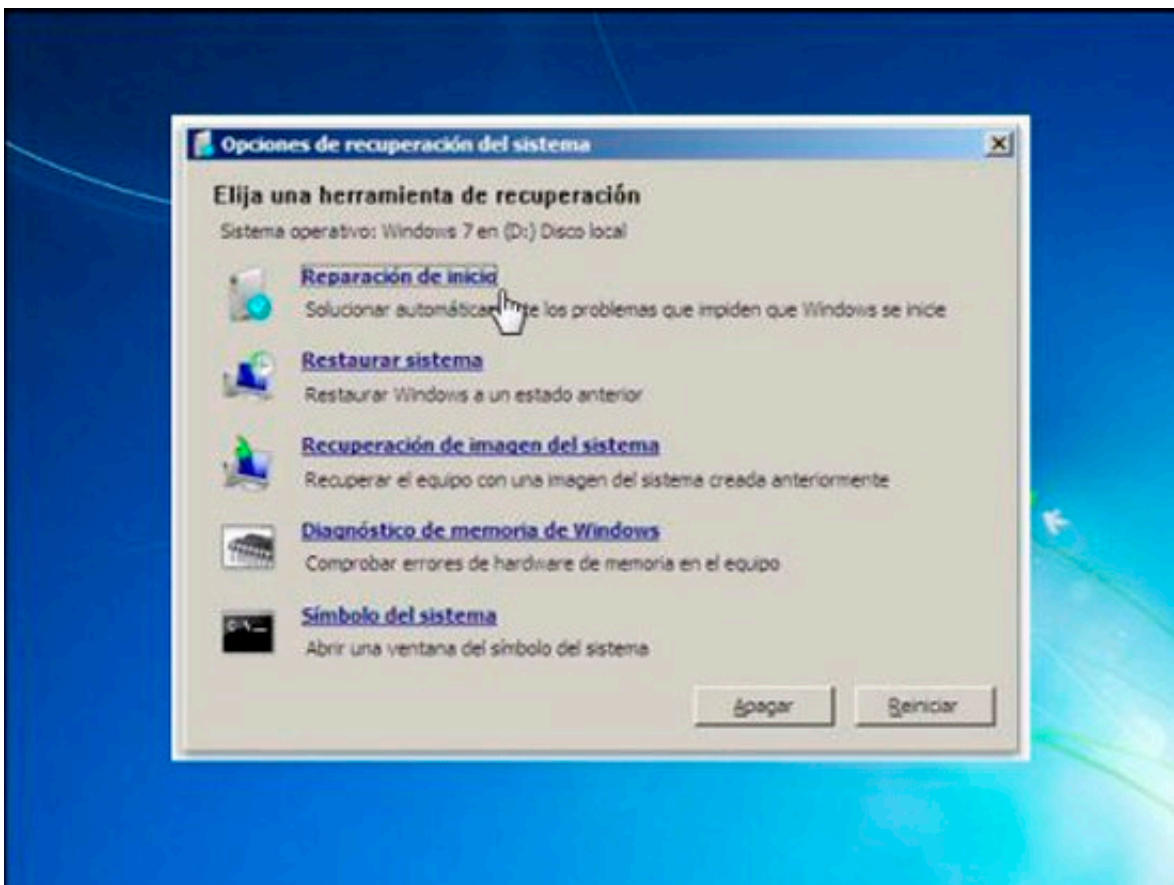 Opciones de recuperación del sistema
Elija una herramienta de recuperación
Sistema operativo: Windows 7 en (D:) Disco local
Reparación de inicio
Solucionar los problemas que impiden que Windows se inicie
Restaurar sistema
Restaurar Windows a un estado anterior
Recuperación de imagen del sistema
Recuperar el equipo con una imagen del sistema creada anteriormente
Diagnóstico de memoria de Windows
Comprobar errores de hardware de memoria en el equipo
Símbolo del sistema
Abrir una ventana del símbolo del sistema
Apagar
Reiniciar